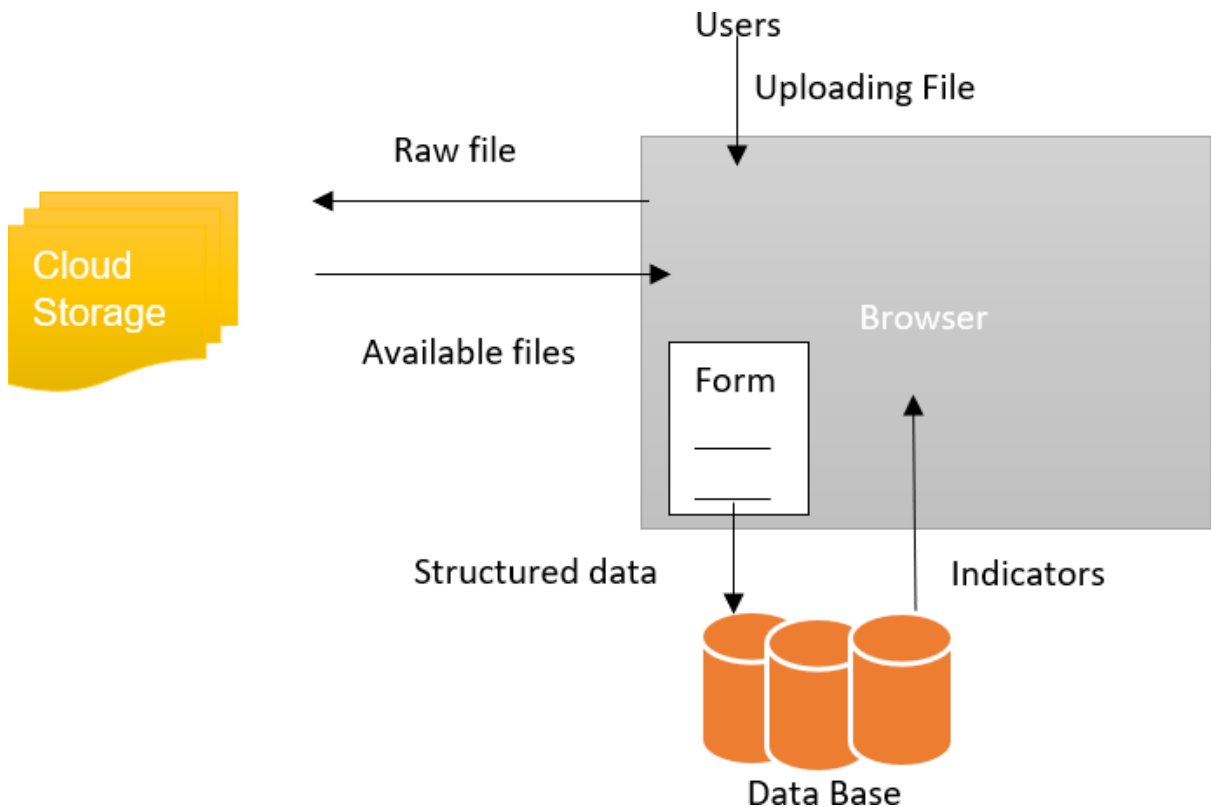 Users
Uploading File
Raw file
Cloud
Storage
Available files
Browser
Form
Structured data
Indicators
Data Base